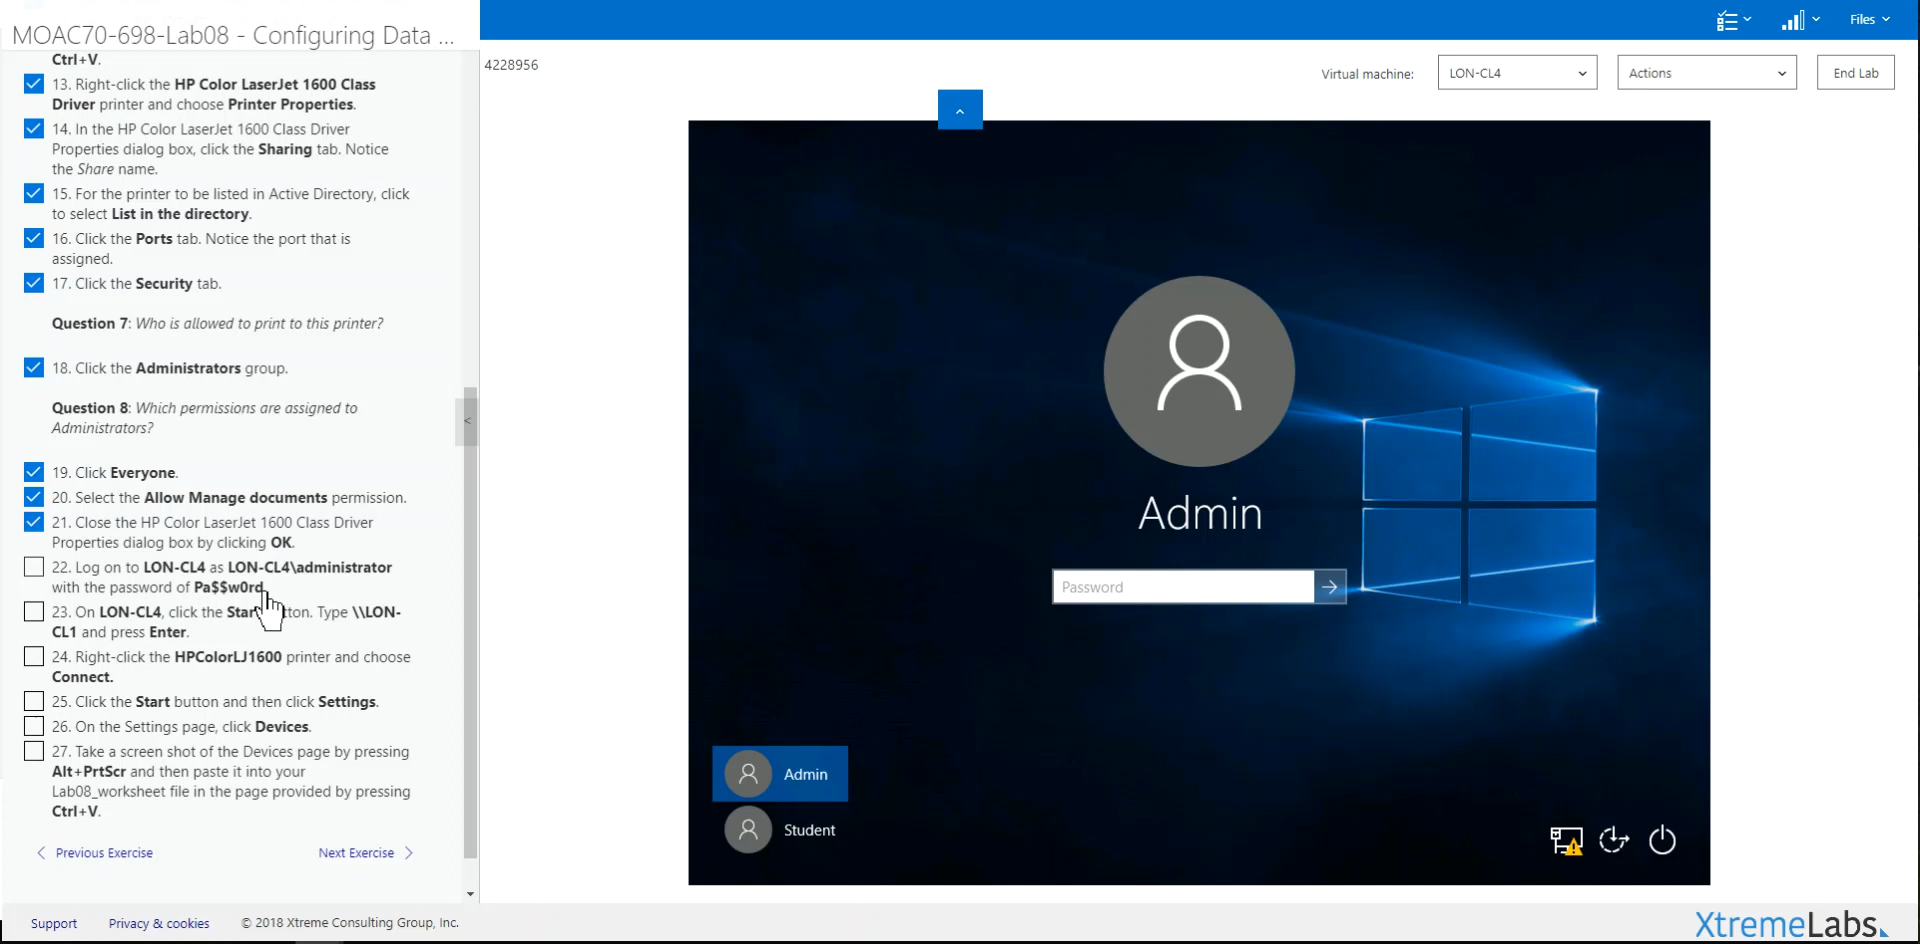 MOAC70-698-Lab08 - Configuring Data ...
Files
4228956
Virtual machine:
LON-CL4
Actions
End Lab
Ctrl+V.
13. Right-click the HP Color LaserJet 1600 Class
Driver printer and choose Printer Properties.
14. In the HP Color LaserJet 1600 Class Driver
Properties dialog box, click the Sharing tab. Notice
the Share name.
15. For the printer to be listed in Active Directory, click
to select List in the directory.
16. Click the Ports tab. Notice the port that is
assigned.
17. Click the Security tab.
Question 7: Who is allowed to print to this printer?
18. Click the Administrators group.
Question 8: Which permissions are assigned to
Administrators?
19. Click Everyone.
20. Select the Allow Manage documents permission.
21. Close the HP Color LaserJet 1600 Class Driver
Properties dialog box by clicking OK.
22. Log on to LON-CL4 as LON-CL4\administrator
with the password of Pa$$w0rd
23. On LON-CL4, click the Star ton. Type \\LON-
CL1 and press Enter.
24. Right-click the HPColorLJ1600 printer and choose
Connect.
25. Click the Start button and then click Settings.
26. On the Settings page, click Devices.
27. Take a screen shot of the Devices page by pressing
Alt+PrtScr and then paste it into your
Lab08_worksheet file in the page provided by pressing
Ctrl+V.
< Previous Exercise
Next Exercise >
<
Admin
Password
Admin
Student
Support
Privacy & cookies
© 2018 Xtreme Consulting Group, Inc.
XtremeLabs